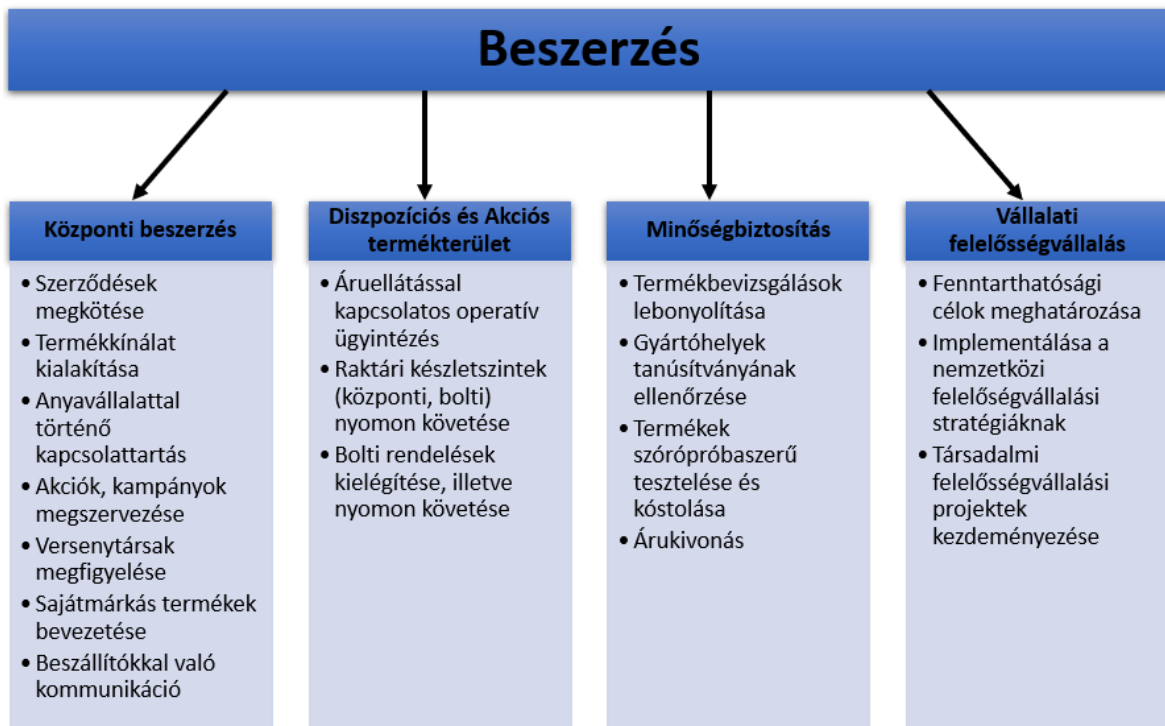 Beszerzés
Központi beszerzés
• Szerződések
megkötése
• Termékkínálat
kialakítása
• Anyavállalattal
történő
kapcsolattartás
• Akciók, kampányok
megszervezése
• Versenytársak
megfigyelése
• Sajátmárkás termékek
bevezetése
• Beszállítókkal való
kommunikáció
Diszpozíciós és Akciós
termékterület
• Áruellátással
kapcsolatos operatív
ügyintézés
• Raktári készletszintek
(központi, bolti)
nyomon követése
• Bolti rendelések
kielégítése, illetve
nyomon követése
Minőségbiztosítás
• Termékbevizsgálások
lebonyolítása
• Gyártóhelyek
tanúsítványának
ellenőrzése
• Termékek
szórópróbaszerű
tesztelése és
kóstolása
• Árukivonás
Vállalati
felelősségvállalás
• Fenntarthatósági
célok meghatározása
• Implementálása a
nemzetközi
felelőségvállalási
stratégiáknak
• Társadalmi
felelősségvállalási
projektek
kezdeményezése